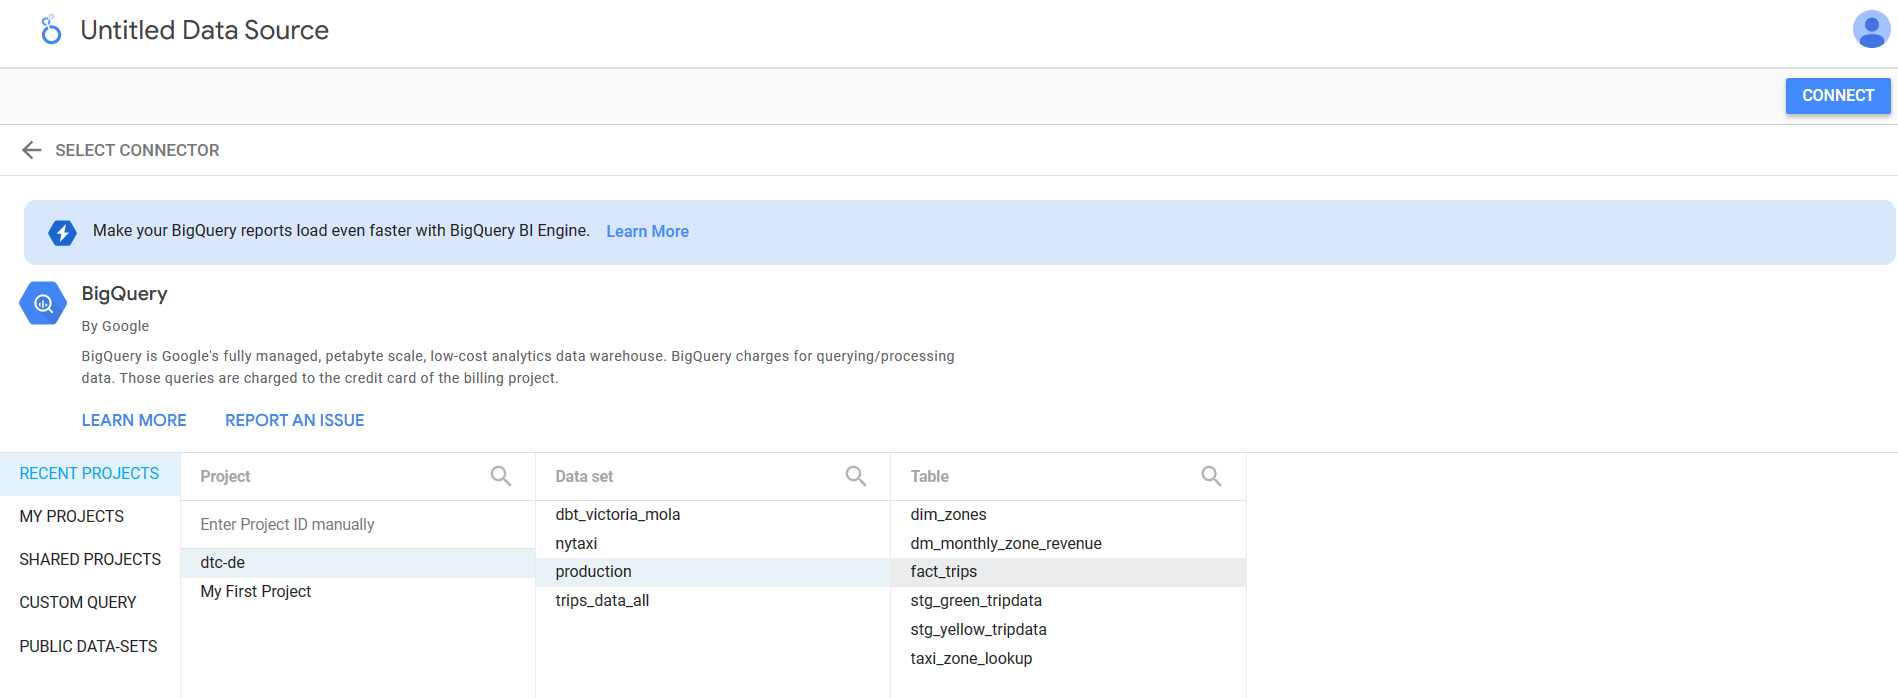 Untitled Data Source
CONNECT
SELECT CONNECTOR
Make your BigQuery reports load even faster with BigQuery BI Engine. Learn More
BigQuery
By Google
BigQuery is Google's fully managed, petabyte scale, low-cost analytics data warehouse. BigQuery charges for querying/processing
data. Those queries are charged to the credit card of the billing project.
LEARN MORE REPORT AN ISSUE
RECENT PROJECTS
MY PROJECTS
SHARED PROJECTS
CUSTOM QUERY
PUBLIC DATA-SETS
Project
Enter Project ID manually
dtc-de
My First Project
Data set
dbt_victoria_mola
nytaxi
production
trips_data_all
Table
dim_zones
dm_monthly_zone_revenue
fact_trips
stg_green_tripdata
stg_yellow_tripdata
taxi_zone_lookup